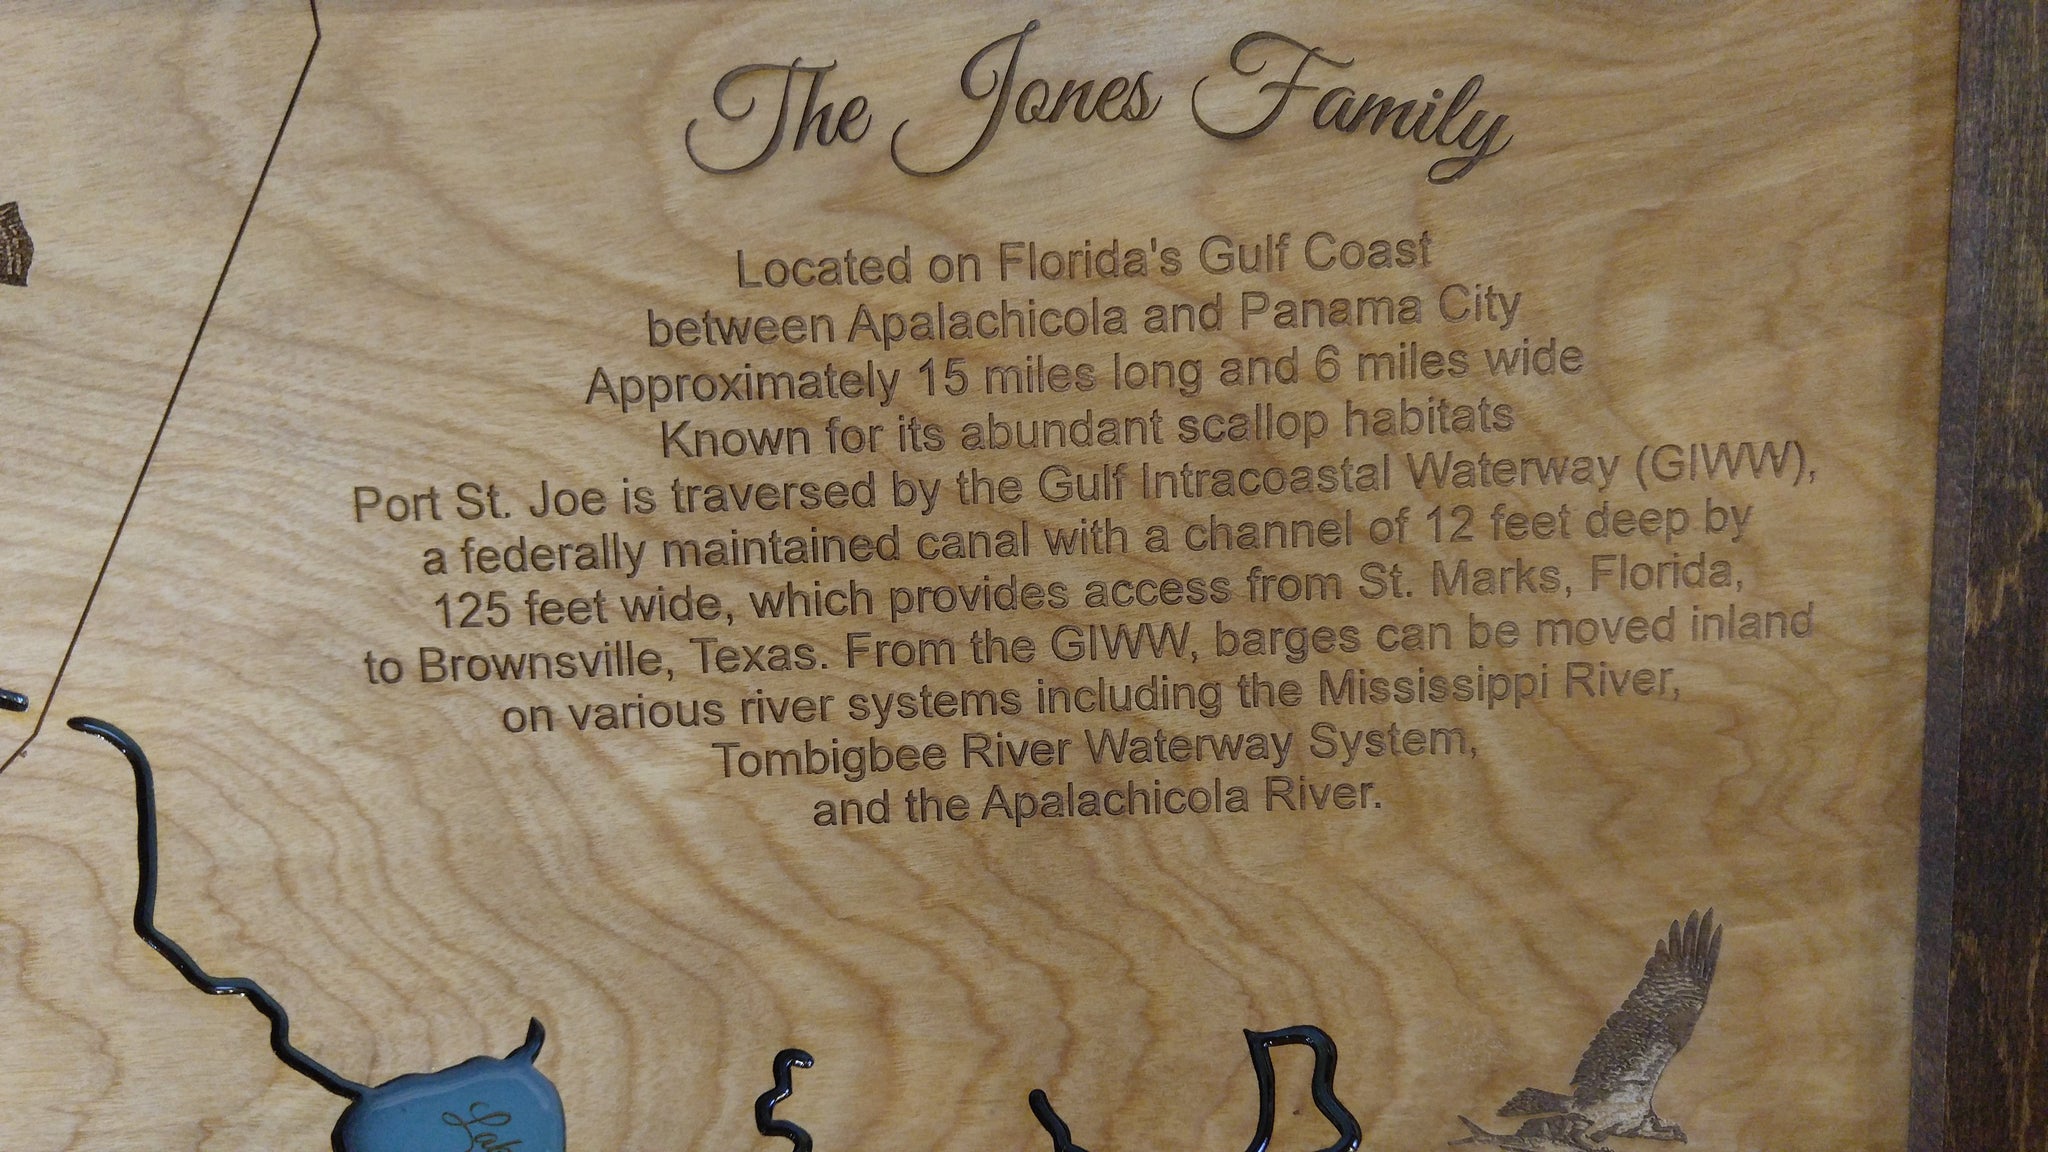 The Jones Family
Located on Florida's Gulf Coast
between Apalachicola and Panama City
Approximately 15 miles long and 6 miles wide
Known for its abundant scallop habitats
Port St. Joe is traversed by the Gulf Intracoastal Waterway (GIWW),
a federally maintained canal with a channel of 12 feet deep by
125 feet wide, which provides access from St. Marks, Florida,
to Brownsville, Texas. From the GIWW, barges can be moved inland
on various river systems including the Mississippi River,
Tombigbee River Waterway System,
and the Apalachicola River.